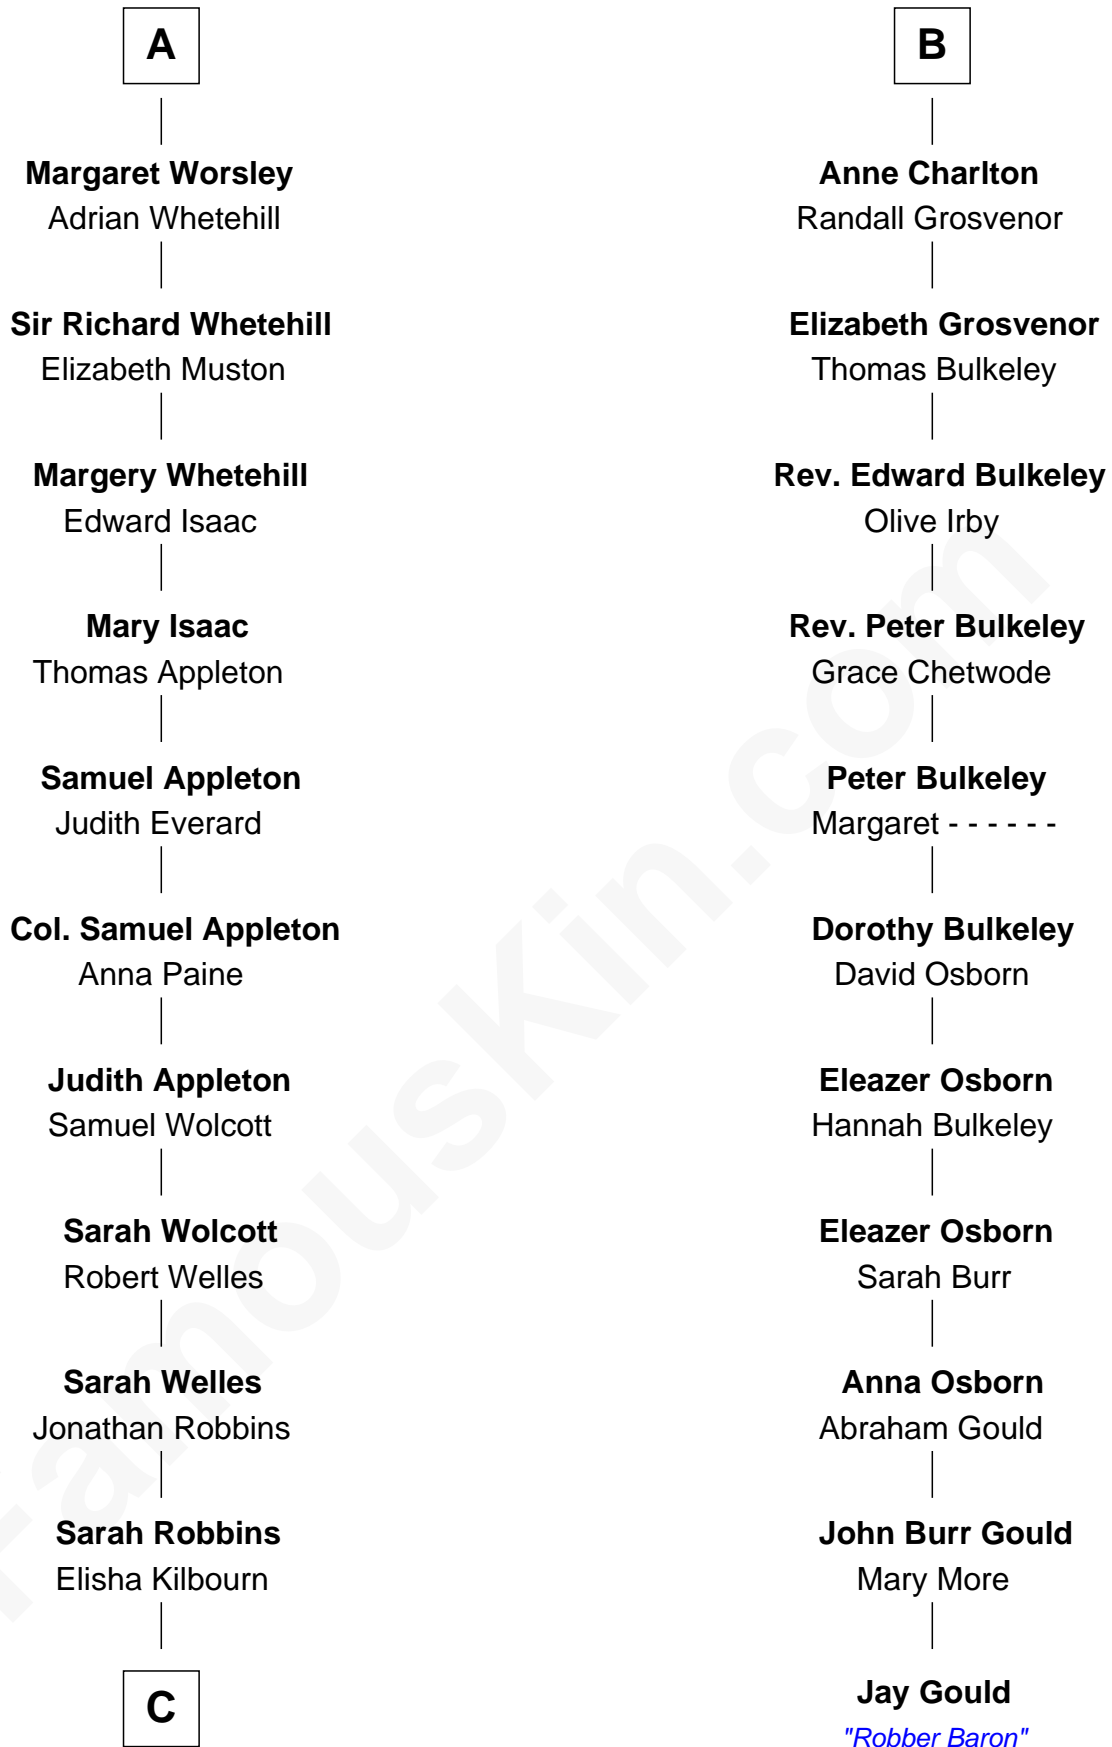 A
Margaret Worsley
Adrian Whetehill
Sir Richard Whetehill
Elizabeth Muston
Margery Whetehill
Edward Isaac
Mary Isaac
Thomas Appleton
Samuel Appleton
Judith Everard
Col. Samuel Appleton
Anna Paine
Judith Appleton
Samuel Wolcott
Sarah Wolcott
Robert Welles
Sarah Welles
Jonathan Robbins
Sarah Robbins
Elisha Kilbourn
C
B
Anne Charlton
Randall Grosvenor
Elizabeth Grosvenor
Thomas Bulkeley
Rev. Edward Bulkeley
Olive Irby
Rev. Peter Bulkeley
Grace Chetwode
Peter Bulkeley
Margaret - - - - - -
Dorothy Bulkeley
David Osborn
Eleazer Osborn
Hannah Bulkeley
Eleazer Osborn
Sarah Burr
Anna Osborn
Abraham Gould
John Burr Gould
Mary More
Jay Gould
"Robber Baron"
FamousKin.com